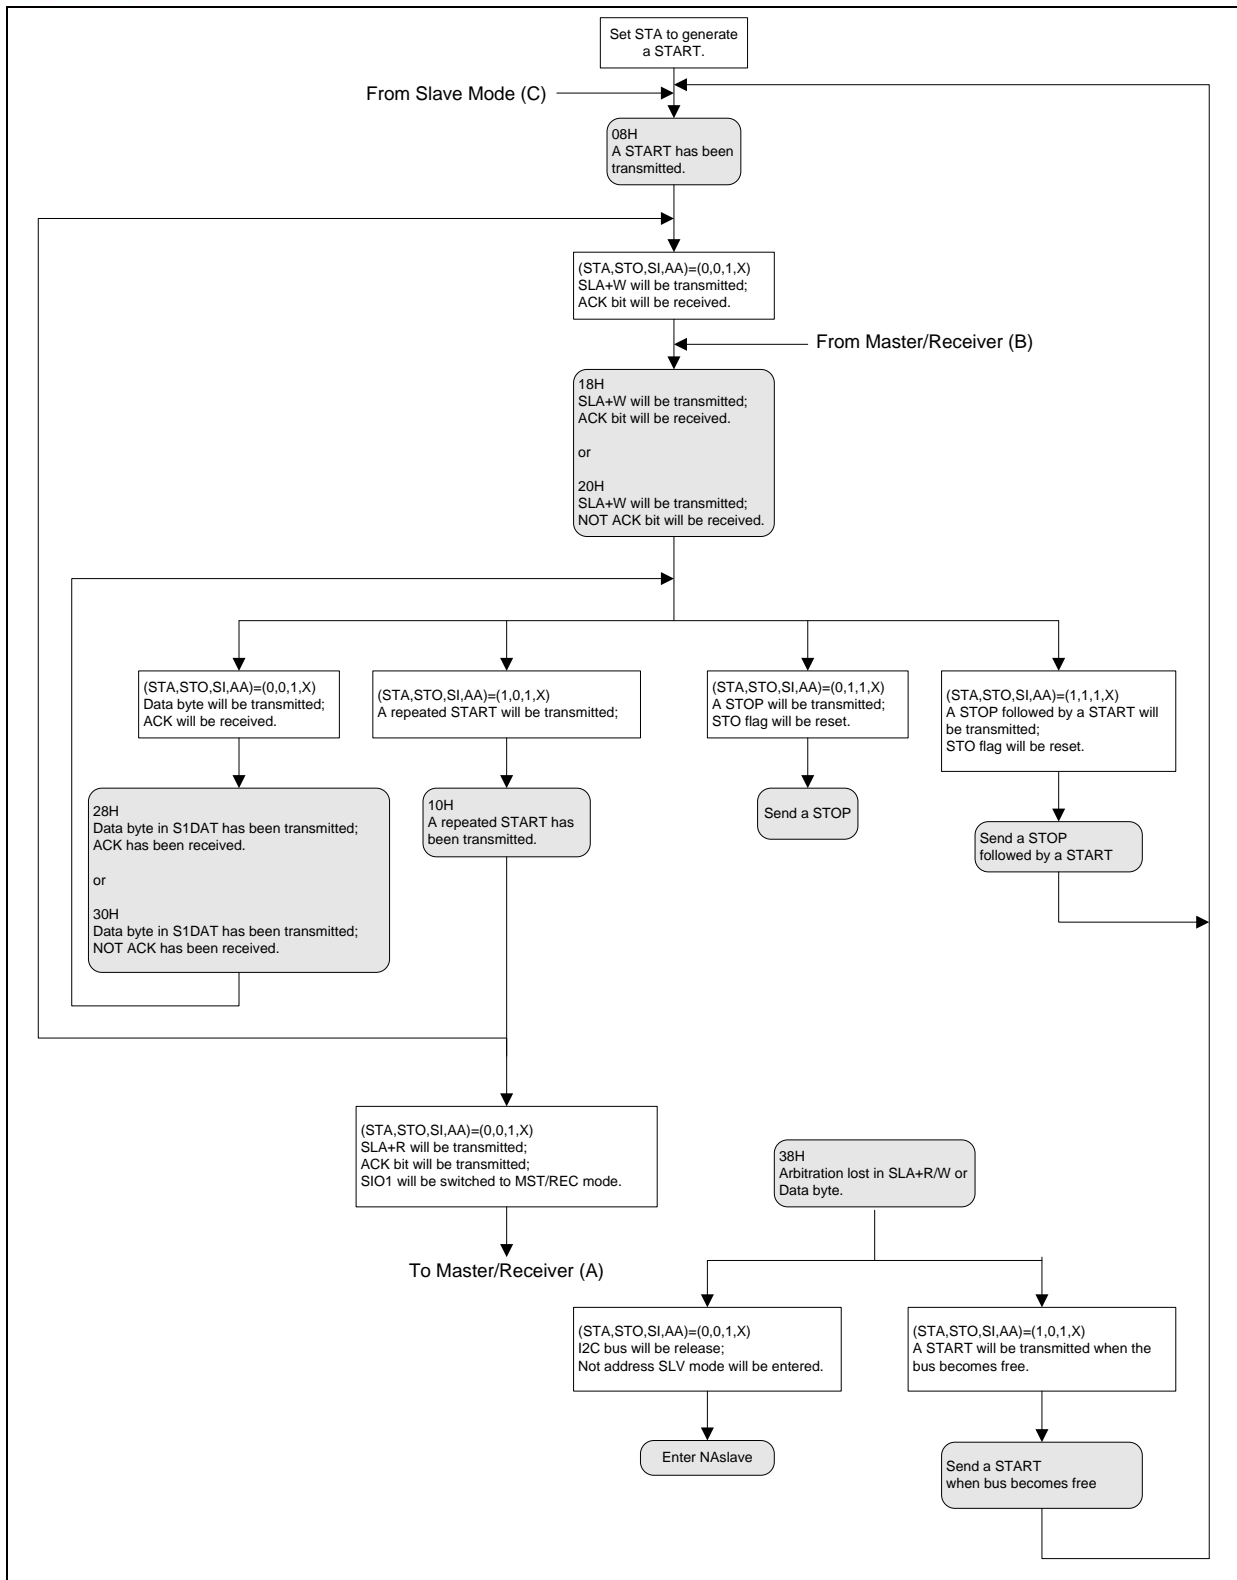 Set STA to generate
a START.
From Slave Mode (C)
08H
A START has been
transmitted.
(STA,STO,SI,AA)=(0,0,1,X)
SLA+W will be transmitted;
ACK bit will be received.
From Master/Receiver (B)
18H
SLA+W will be transmitted;
ACK bit will be received.
or
20H
SLA+W will be transmitted;
NOT ACK bit will be received.
(STA,STO,SI,AA)=(0,0,1,X)
Data byte will be transmitted;
ACK will be received.
(STA,STO,SI,AA)=(1,0,1,X)
A repeated START will be transmitted;
(STA,STO,SI,AA)=(0,1,1,X)
A STOP will be transmitted;
STO flag will be reset.
(STA,STO,SI,AA)=(1,1,1,X)
A STOP followed by a START will
be transmitted;
STO flag will be reset.
28H
Data byte in S1DAT has been transmitted;
ACK has been received.
or
30H
Data byte in S1DAT has been transmitted;
NOT ACK has been received.
10H
A repeated START has
been transmitted.
Send a STOP
Send a STOP
followed by a START
(STA,STO,SI,AA)=(0,0,1,X)
SLA+R will be transmitted;
ACK bit will be transmitted;
SIO1 will be switched to MST/REC mode.
To Master/Receiver (A)
38H
Arbitration lost in SLA+R/W or
Data byte.
(STA,STO,SI,AA)=(0,0,1,X)
I2C bus will be release;
Not address SLV mode will be entered.
(STA,STO,SI,AA)=(1,0,1,X)
A START will be transmitted when the
bus becomes free.
Enter NAslave
Send a START
when bus becomes free